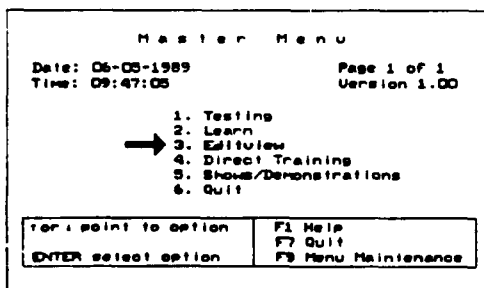 Master Menu
Date: 06-05-1989 Page 1 of 1
Time: 09:47:05 Version 1.00
1. Testing
2. Learn
3. Editview
4. Direct Training
5. Shows/Demonstrations
6. Quit
point to option F1 Help
F7 Quit
ENTER select option F9 Menu Maintenance